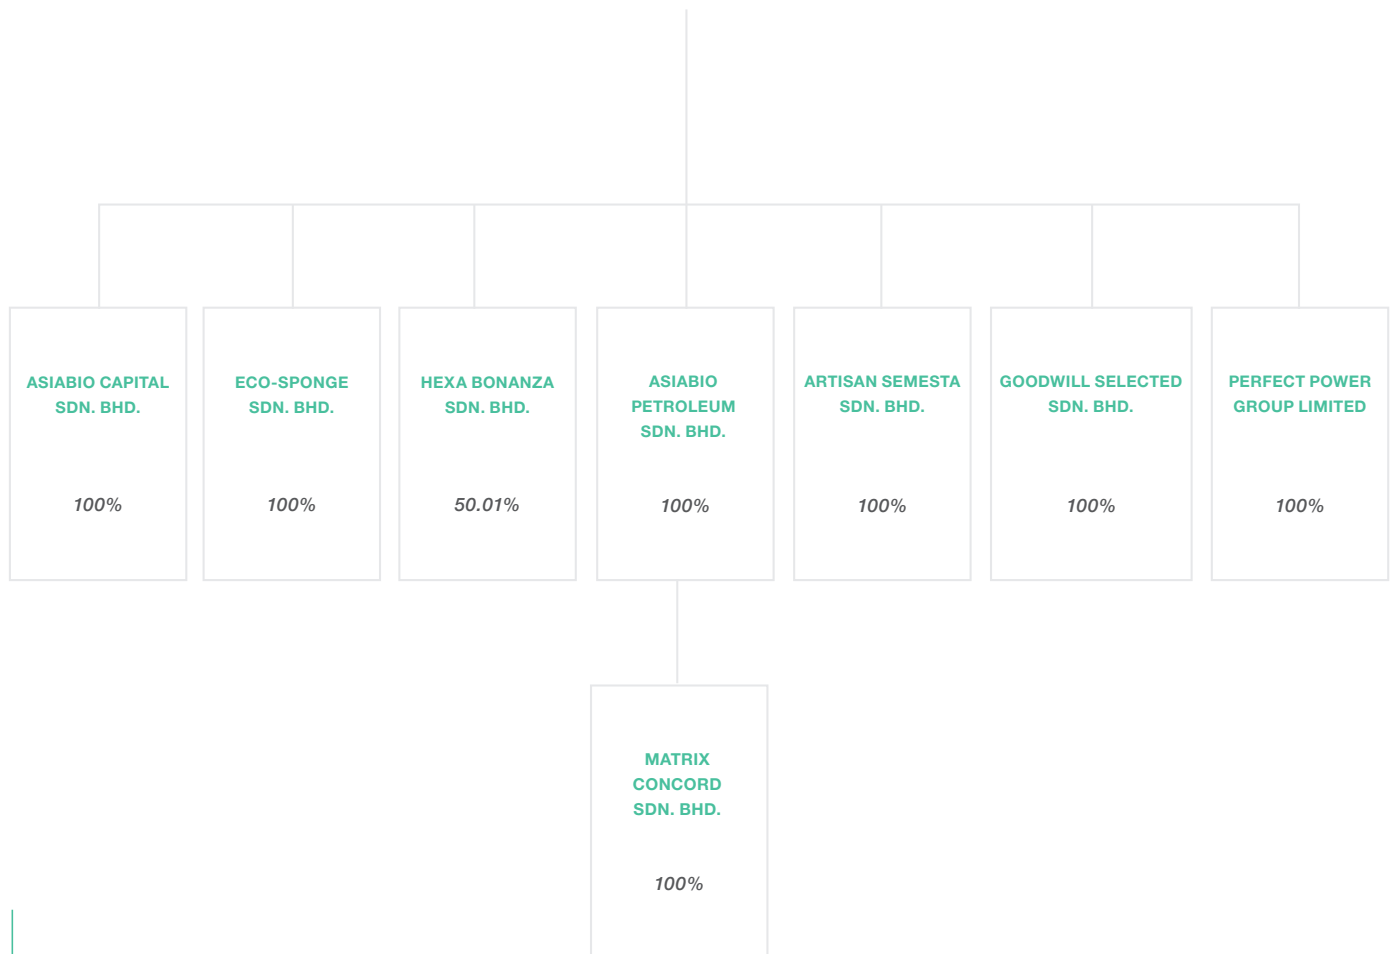 ASIABIO CAPITAL
SDN. BHD.
100%
ECO-SPONGE
SDN. BHD.
100%
HEXA BONANZA
SDN. BHD.
50.01%
ASIABIO
PETROLEUM
SDN. BHD.
100%
ARTISAN SEMESTA
SDN. BHD.
100%
GOODWILL SELECTED
SDN. BHD.
100%
PERFECT POWER
GROUP LIMITED
100%
MATRIX
CONCORD
SDN. BHD.
100%